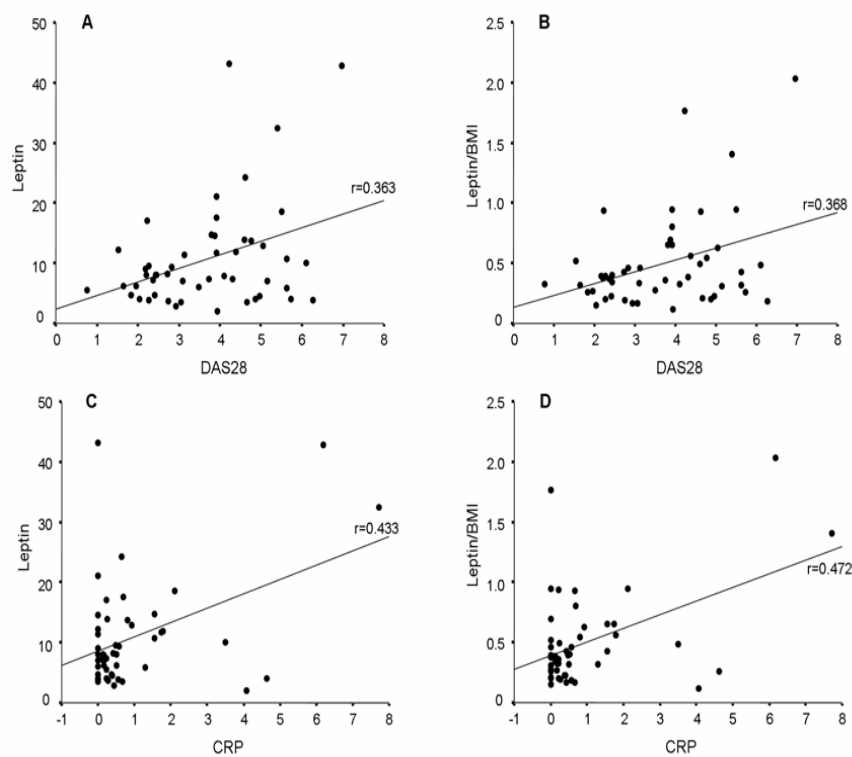 A
50
40
30
20
10
0
Leptin
r=0.363
0 1 2 3 4 5 6 7 8
DAS28
B
2.5
2.0
1.5
1.0
0.5
0
Leptin/BMI
r=0.368
0 1 2 3 4 5 6 7 8
DAS28
C
50
40
30
20
10
0
Leptin
r=0.433
-1 0 1 2 3 4 5 6 7 8
CRP
D
2.5
2.0
1.5
1.0
0.5
0
Leptin/BMI
r=0.472
-1 0 1 2 3 4 5 6 7 8
CRP